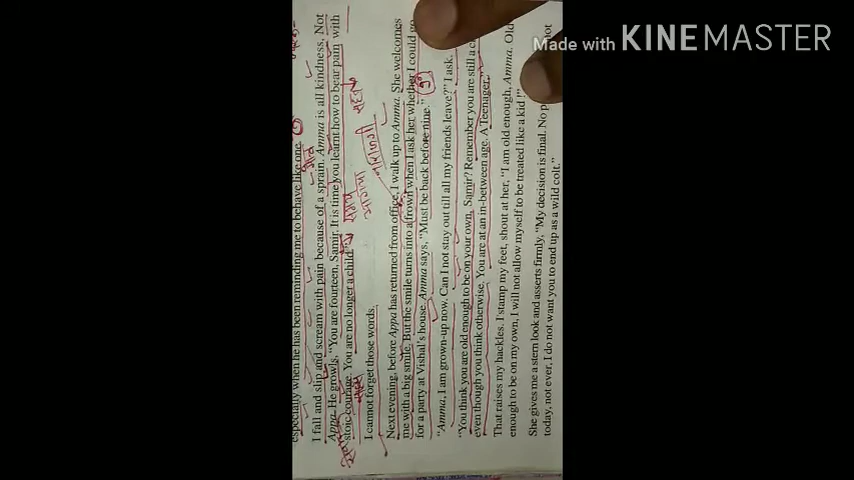 especially when he has been reminding me to behave like one.
I fall and slip and scream with pain because of a sprain. Amma is all kindness. Not
Appa. He growls, "You are fourteen, Samir. It is time you learnt how to bear pain with
stoic courage. You are no longer a child."
I cannot forget those words.
Next evening, before Appa has returned from office, I walk up to Amma. She welcomes
me with a big smile. But the smile turns into a frown when I ask her whether I could go
for a party at Vishal's house. Amma says, "Must be back before nine."
"Amma, I am grown-up now. Can I not stay out till all my friends leave?" I ask.
"You think you are old enough to be on your own, Samir? Remember you are still a
even though you think otherwise. You are at an in-between age. A Teenager."
That raises my hackles. I stamp my feet, shout at her, "I am old enough, Amma. Old
enough to be on my own, I will not allow myself to be treated like a kid!"
She gives me a stern look and asserts firmly, "My decision is final. No not
today, not ever, I do not want you to end up as a wild colt."
समय
साहस
Made with KINEMASTER